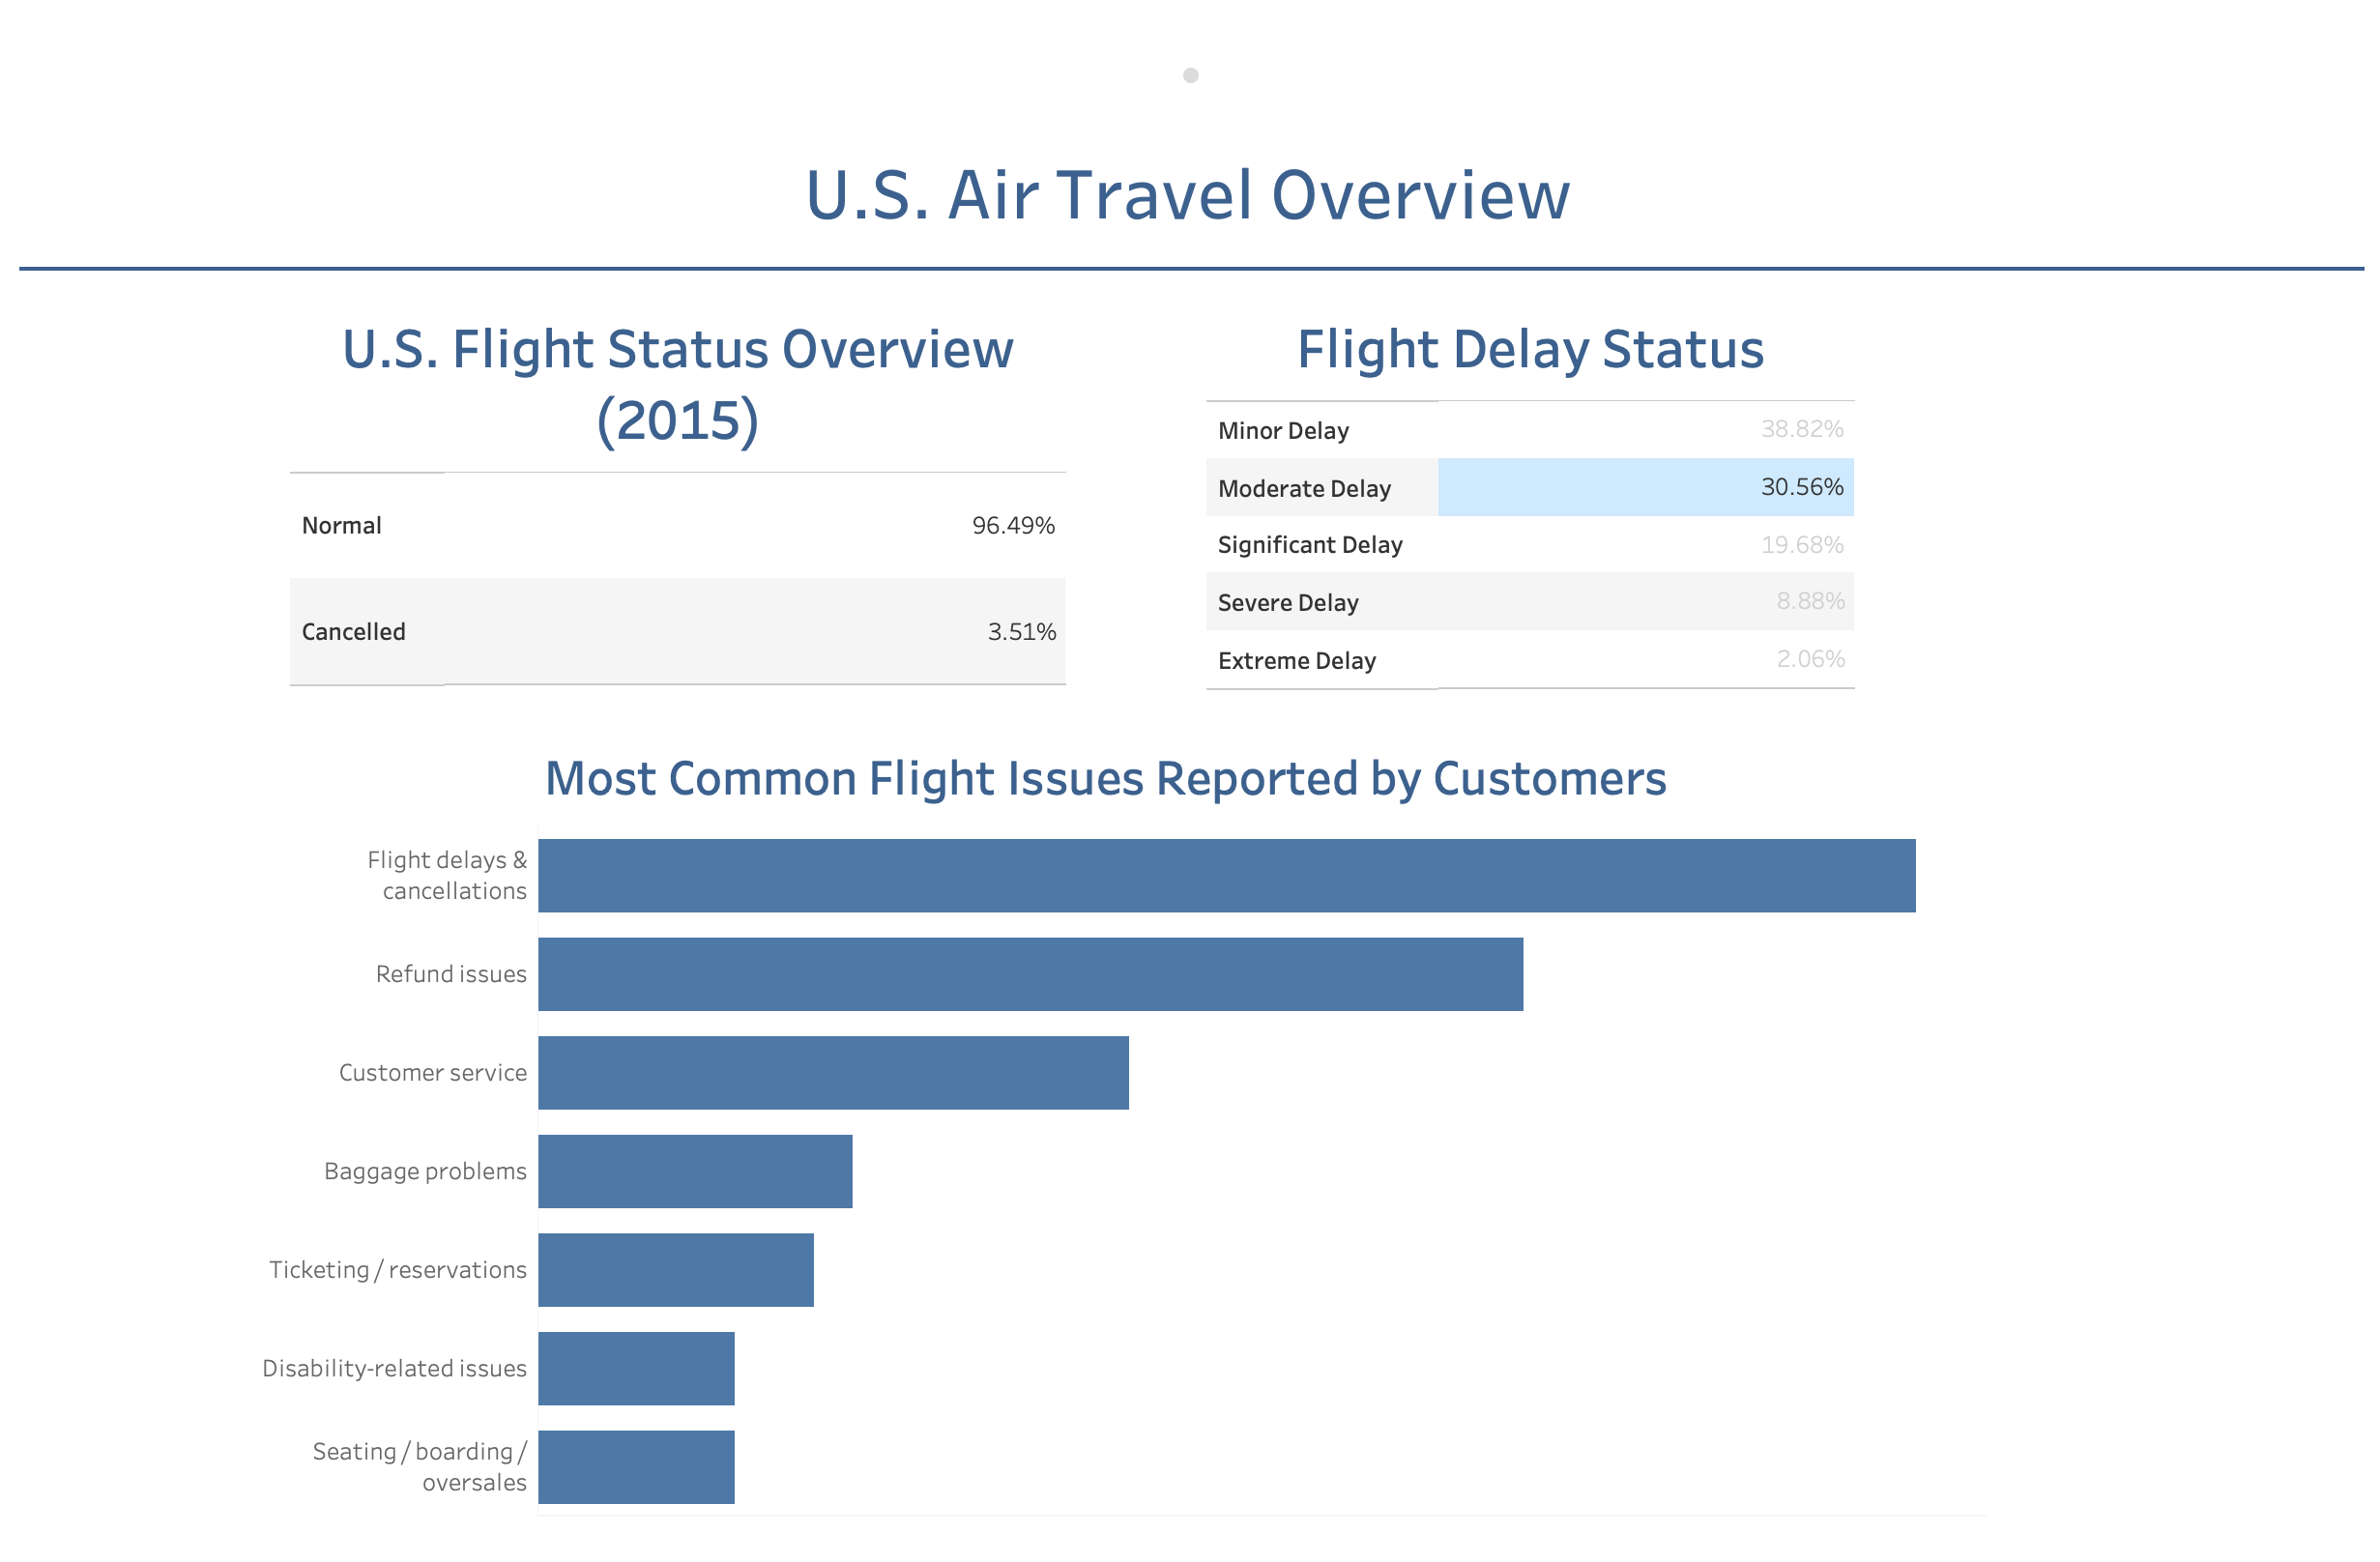 U.S. Air Travel Overview
U.S. Flight Status Overview
(2015)
Normal 96.49%
Cancelled 3.51%
Flight Delay Status
Minor Delay 38.82%
Moderate Delay 30.56%
Significant Delay 19.68%
Severe Delay 8.88%
Extreme Delay 2.06%
Most Common Flight Issues Reported by Customers
Flight delays &
cancellations
Refund issues
Customer service
Baggage problems
Ticketing / reservations
Disability-related issues
Seating / boarding /
oversales